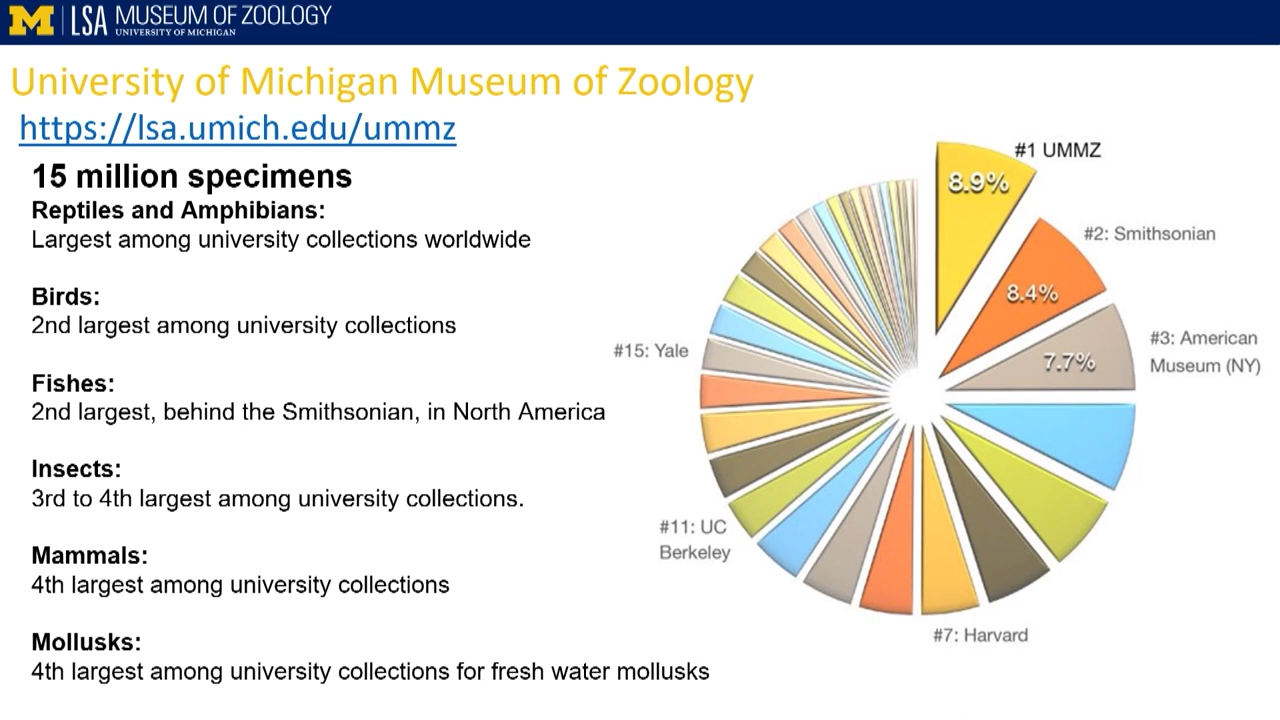 M LSA MUSEUM OF ZOOLOGY
UNIVERSITY OF MICHIGAN
University of Michigan Museum of Zoology
https://lsa.umich.edu/ummz
15 million specimens
Reptiles and Amphibians:
Largest among university collections worldwide
Birds:
2nd largest among university collections
Fishes:
2nd largest, behind the Smithsonian, in North America
Insects:
3rd to 4th largest among university collections.
Mammals:
4th largest among university collections
Mollusks:
4th largest among university collections for fresh water mollusks
#1 UMMZ
8.9%
#2: Smithsonian
8.4%
#3: American
Museum (NY)
7.7%
#15: Yale
#11: UC
Berkeley
#7: Harvard